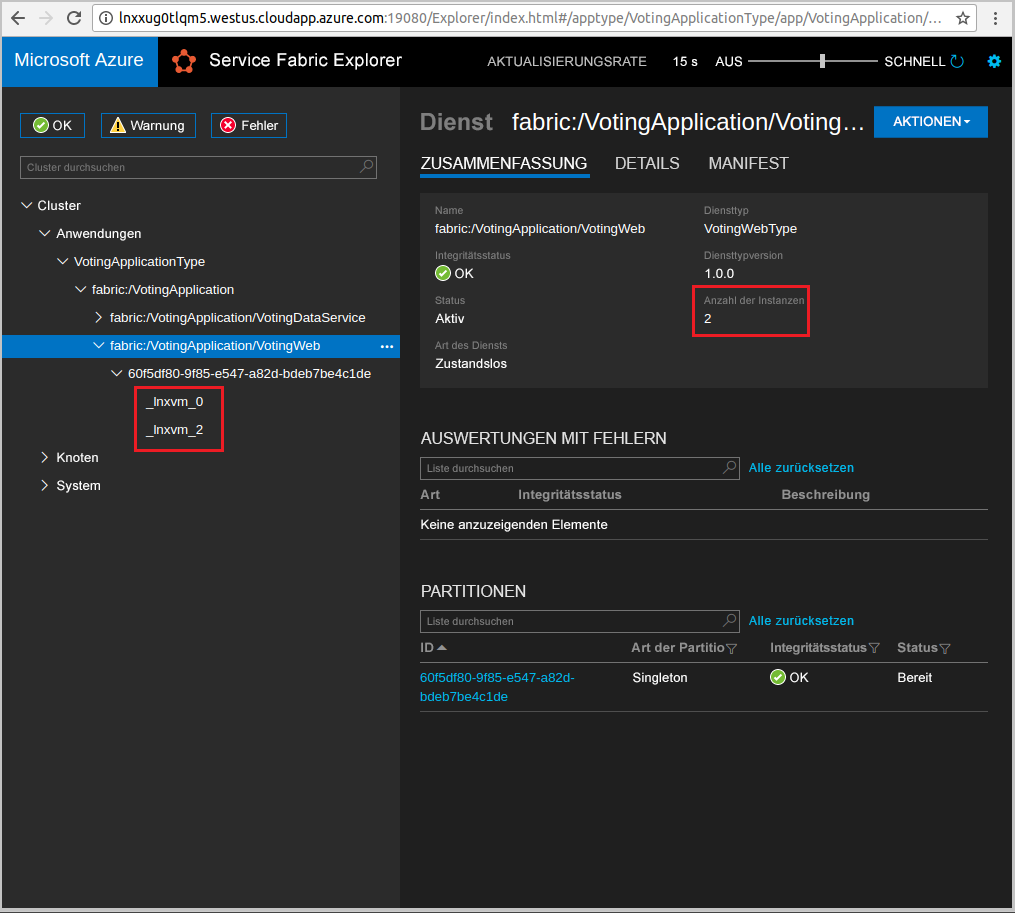 lnxxug0tlqm5.westus.cloudapp.azure.com:19080/Explorer/index.html#/apptype/VotingApplicationType/app/VotingApplication/...
Microsoft Azure
Service Fabric Explorer
AKTUALISIERUNGSRATE 15 s AUS SCHNELL
OK
Warnung
Fehler
Cluster durchsuchen
Cluster
Anwendungen
VotingApplicationType
fabric:/VotingApplication
fabric:/VotingApplication/VotingDataService
fabric:/VotingApplication/VotingWeb
60f5df80-9f85-e547-a82d-bdeb7be4c1de
_lnxvm_0
_lnxvm_2
Knoten
System
Dienst fabric:/VotingApplication/Voting...
AKTIONEN
ZUSAMMENFASSUNG DETAILS MANIFEST
Name
fabric:/VotingApplication/VotingWeb
Integritätsstatus
OK
Status
Aktiv
Art des Diensts
Zustandslos
Diensttyp
VotingWebType
Diensttypversion
1.0.0
Anzahl der Instanzen
2
AUSWERTUNGEN MIT FEHLERN
Liste durchsuchen Alle zurücksetzen
Art Integritätsstatus Beschreibung
Keine anzuzeigenden Elemente
PARTITIONEN
Liste durchsuchen Alle zurücksetzen
ID Art der Partitio Integritätsstatus Status
60f5df80-9f85-e547-a82d- Singleton OK Bereit
bdeb7be4c1de